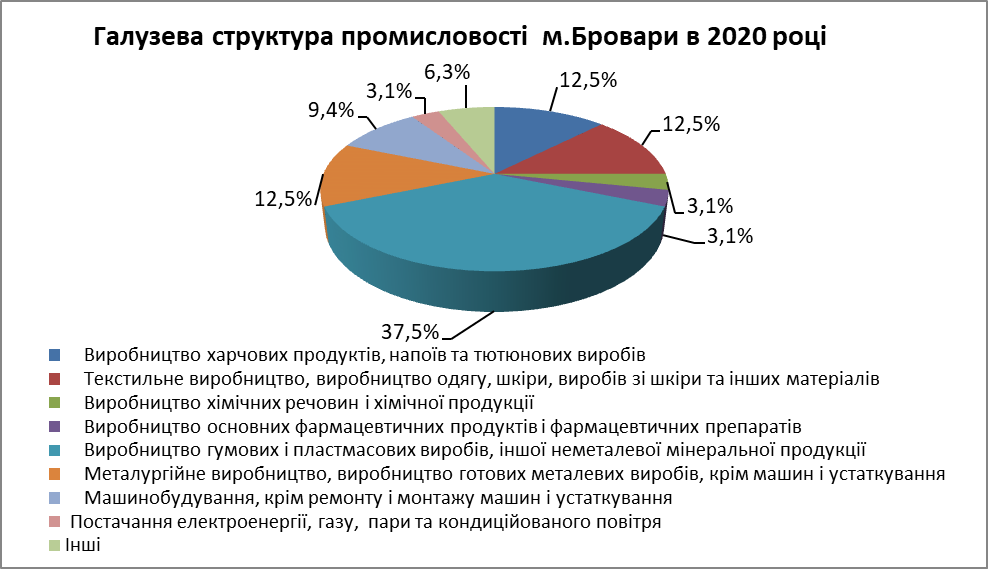 Галузева структура промисловості м.Бровари в 2020 році
6,3%
12,5%
3,1%
9,4%
12,5%
12,5%
3,1%
3,1%
37,5%
Виробництво харчових продуктів, напоїв та тютюнових виробів
Текстильне виробництво, виробництво одягу, шкіри, виробів зі шкіри та інших матеріалів
Виробництво хімічних речовин і хімічної продукції
Виробництво основних фармацевтичних продуктів і фармацевтичних препаратів
Виробництво гумових і пластмасових виробів, іншої неметалевої мінеральної продукції
Металургійне виробництво, виробництво готових металевих виробів, крім машин і устаткування
Машинобудування, крім ремонту і монтажу машин і устаткування
Постачання електроенергії, газу, пари та кондиційованого повітря
Інші